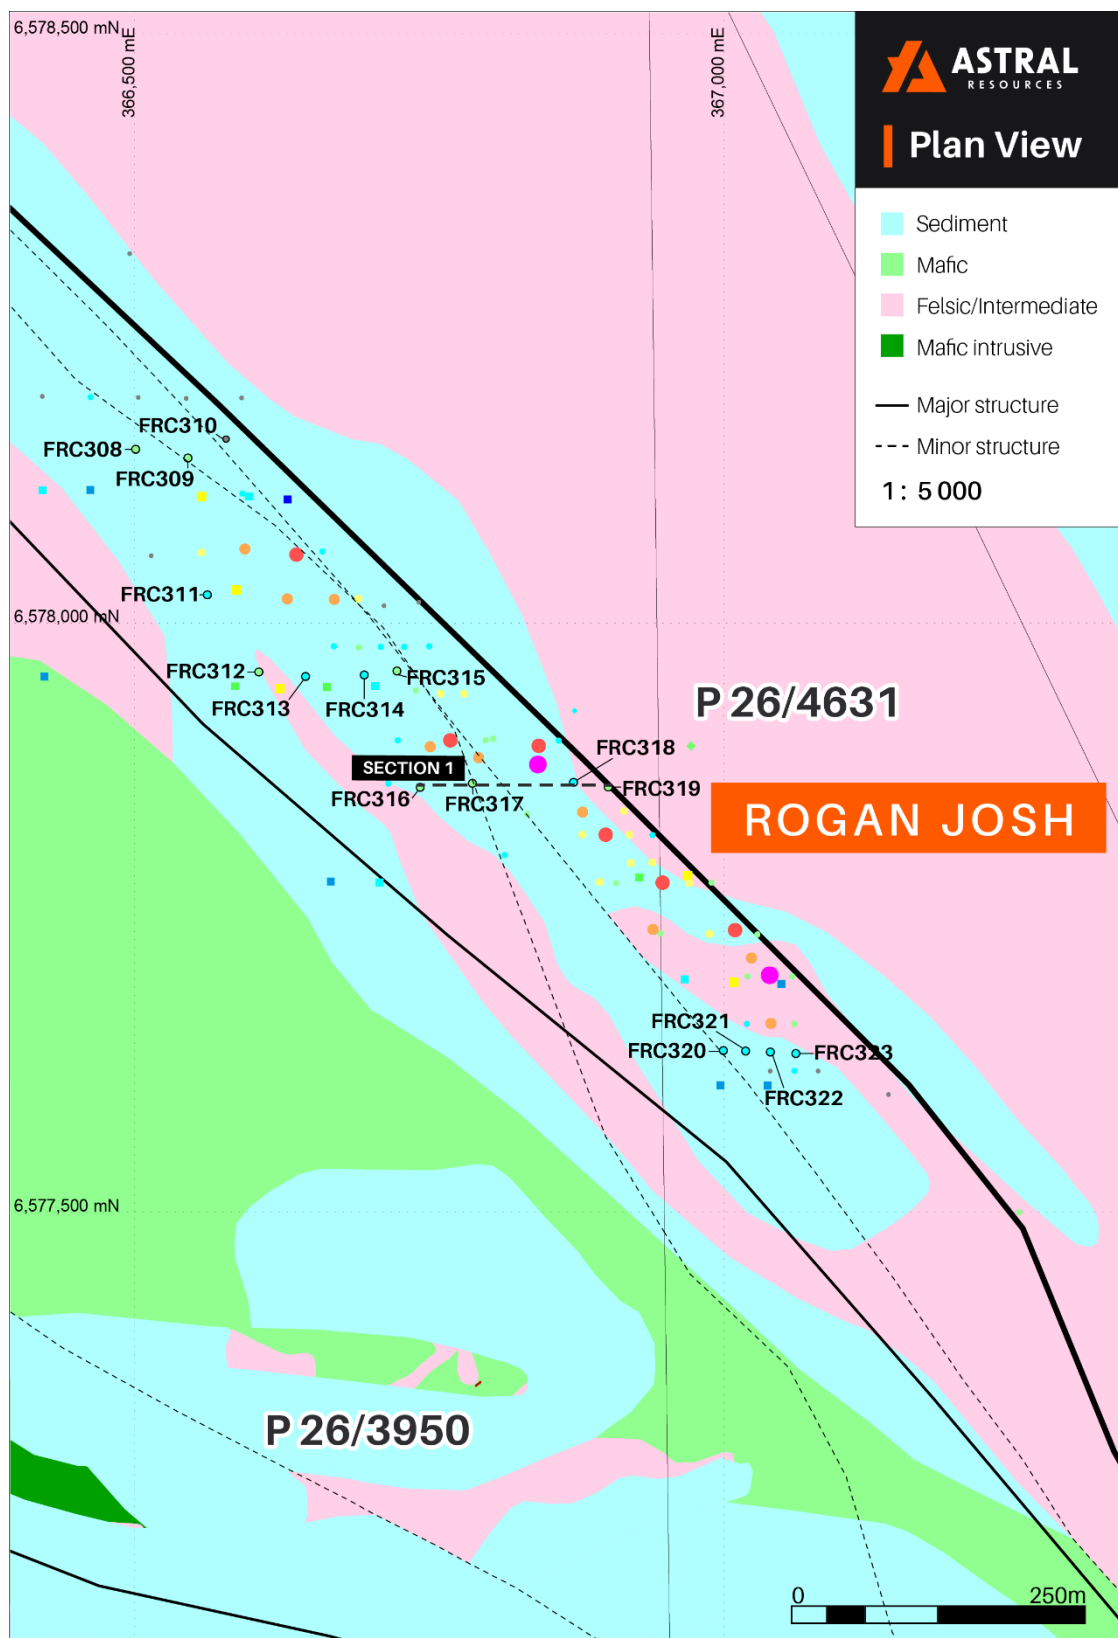 6,578,500 mN
366,500 mE
367,000 mE
ASTRAL
RESOURCES
Plan View
Sediment
Mafic
Felsic/Intermediate
Mafic intrusive
Major structure
Minor structure
1: 5 000
FRC310
FRC308
FRC309
FRC311
6,578,000 mN
FRC312
FRC315
FRC313
FRC314
P 26/4631
FRC318
SECTION 1
FRC316
FRC317
FRC319
ROGAN JOSH
FRC321
FRC320
FRC323
FRC322
6,577,500 mN
P 26/3950
0
250m